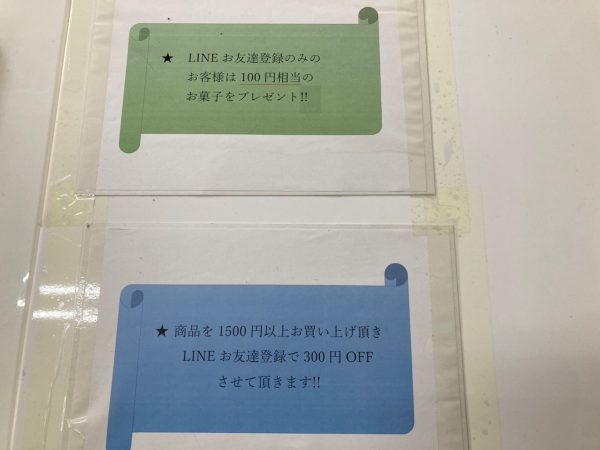 ★ LINE お友達登録のみの
お客様は 100 円相当の
お菓子をプレゼント!!
★ 商品を 1500 円以上お買い上げ頂き
LINE お友達登録で 300 円 OFF
させて頂きます!!